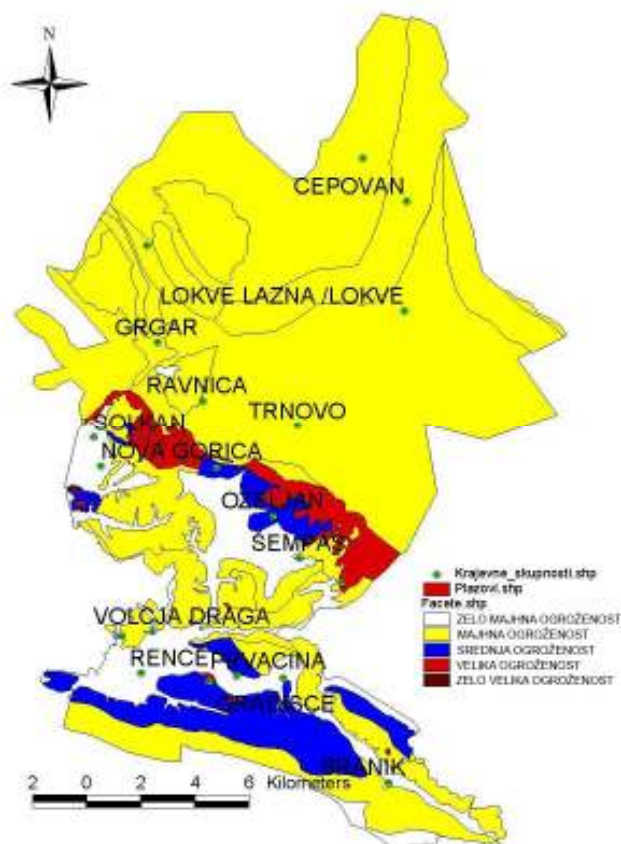 N
CEPOVAN
LOKVE LAZNA /LOKVE
GRGAR
RAVNICA
TRNOVO
SOLKAN
NOVA GORICA
OZELJAN
SEMPAS
Krajevne_skupnosti.shp
Plazovi.shp
Facete.shp
ZELO MAJHNA OGROŽENOST
MAJHNA OGROŽENOST
SREDNJA OGROŽENOST
VELIKA OGROŽENOST
ZELO VELIKA OGROŽENOST
VOLCJA DRAGA
RENCE
GRADISCE
BRANIK
2 0 2 4 6 Kilometers